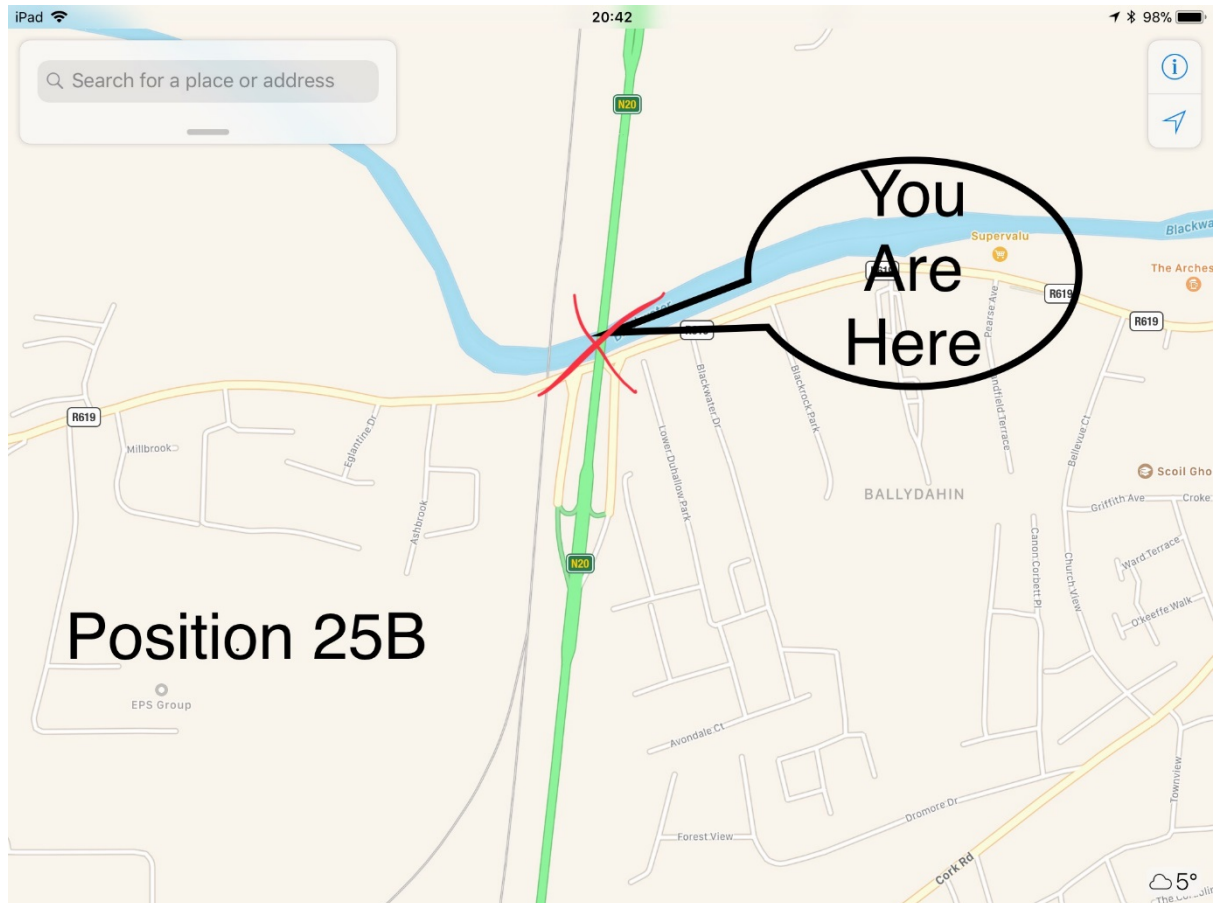 iPad
20:42
98%
Search for a place or address
N20
You
Are
Here
Supervalu
The Arches
R619
R619
R619
Millbrook
Eglantine Dr
Ashbrook
Lower Duhallow Park
Blackwater Dr
Blackrock Park
Pearse Ave
Bellevue Ct
BALLYDAHIN
Scoil Gho
Griffith Ave
Croke
Ward Terrace
O'keeffe Walk
Canon Corbett Pl
Church View
N20
Position 25B
EPS Group
Avondale Ct
Forest View
Dromore Dr
Townview
Cork Rd
5°